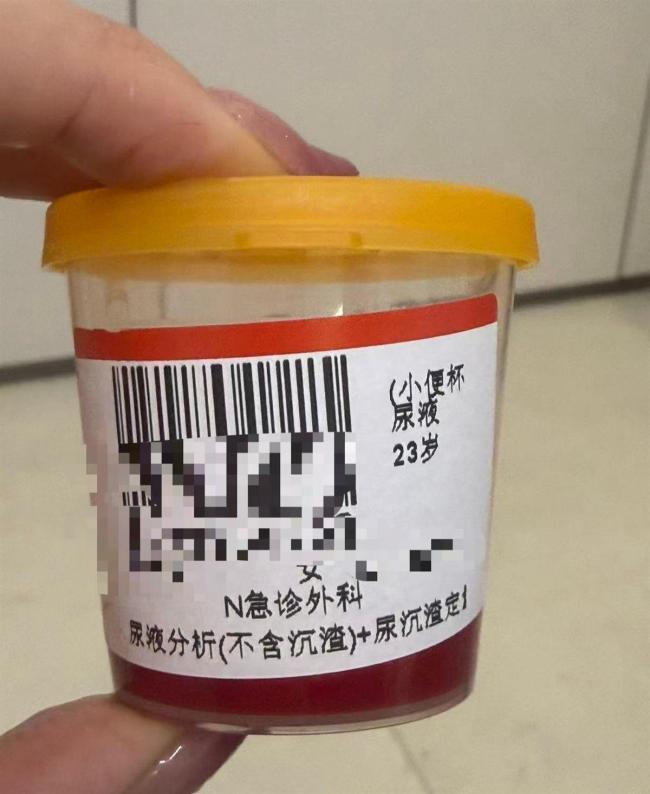 (小便杯
尿液
23岁
女
N急诊外科
尿液分析(不含沉渣)+尿沉渣定